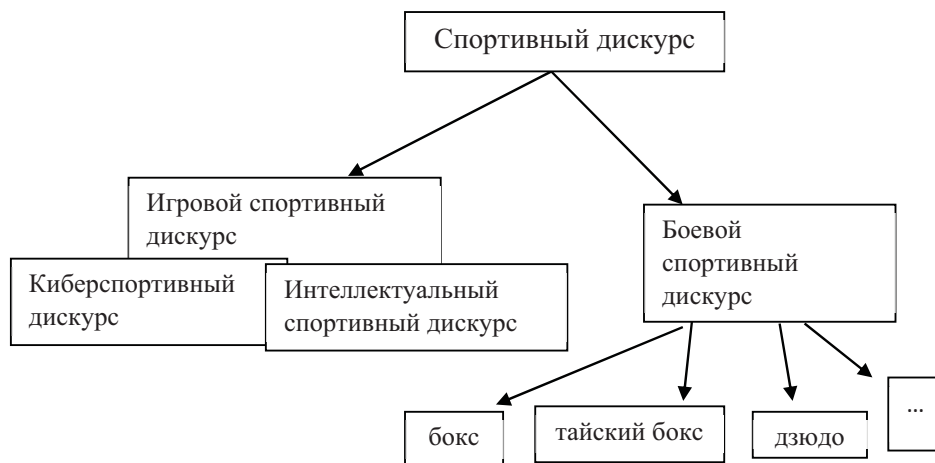 Спортивный дискурс
Игровой спортивный
дискурс
Киберспортивный
дискурс
Интеллектуальный
спортивный дискурс
Боевой
спортивный
дискурс
бокс
тайский бокс
дзюдо
...